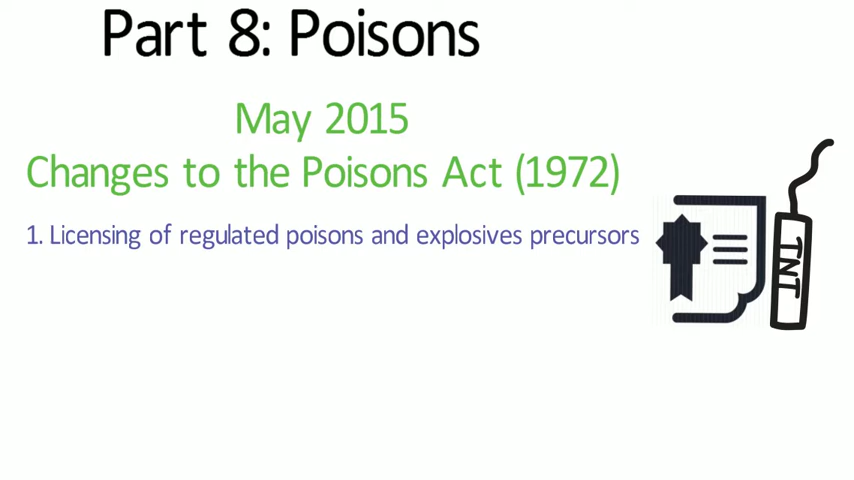 Part 8: Poisons
May 2015
Changes to the Poisons Act (1972)
1. Licensing of regulated poisons and explosives precursors
TNT